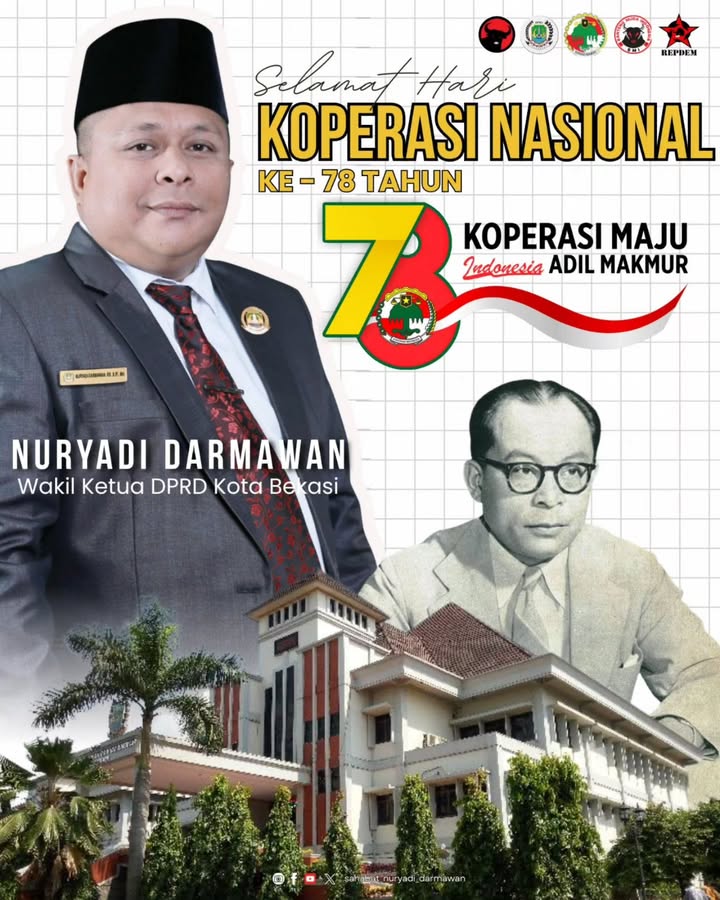 REPDEM
Selamat Hari
KOPERASI NASIONAL
KE – 78 TAHUN
78
KOPERASI MAJU
Indonesia ADIL MAKMUR
NURYADI DARMAWAN
Wakil Ketua DPRD Kota Bekasi
sahabat_nuryadi_darmawan